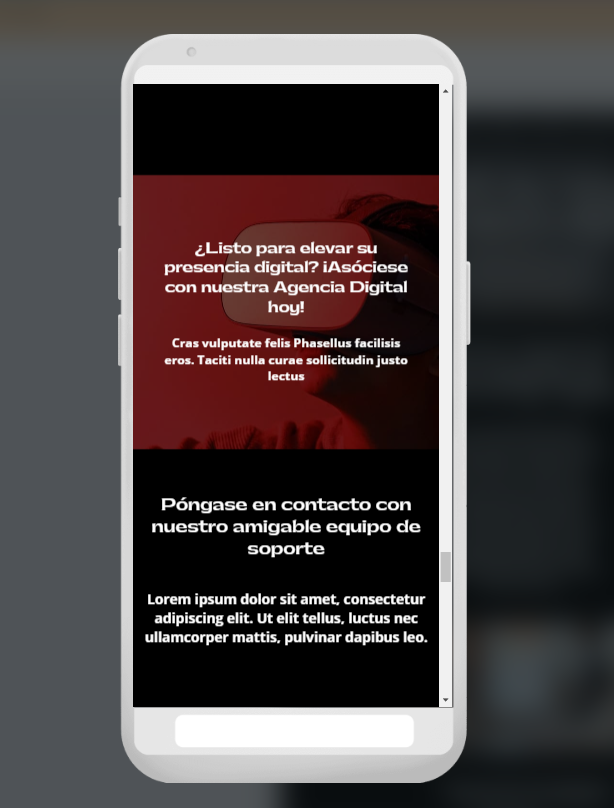 ¿Listo para elevar su
presencia digital? ¡Asóciese
con nuestra Agencia Digital
hoy!
Cras vulputate felis Phasellus facilisis
eros. Taciti nulla curae sollicitudin justo
lectus
Póngase en contacto con
nuestro amigable equipo de
soporte
Lorem ipsum dolor sit amet, consectetur
adipiscing elit. Ut elit tellus, luctus nec
ullamcorper mattis, pulvinar dapibus leo.